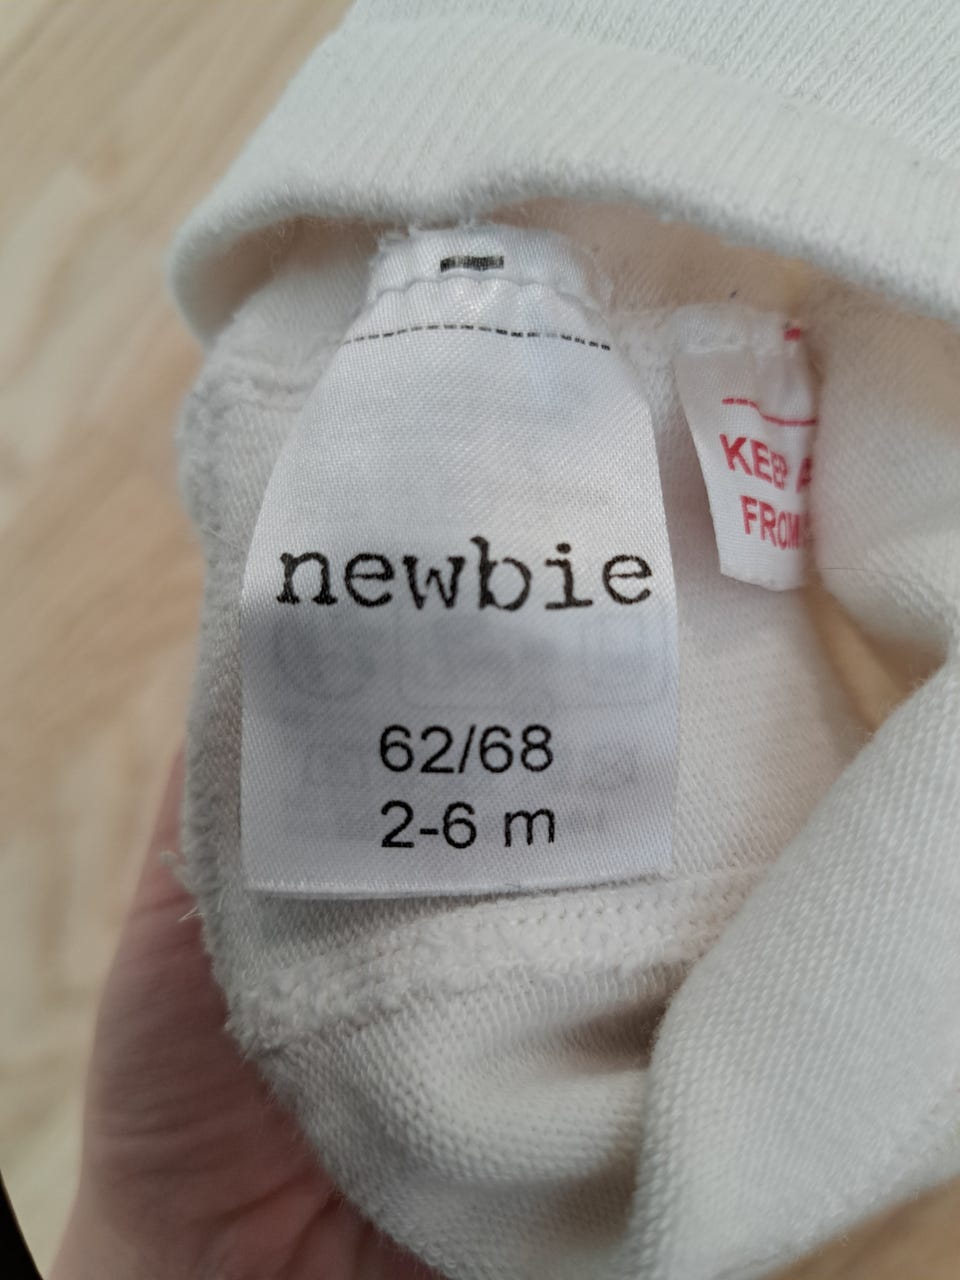 newbie
62/68
2-6 m
KEEP
FROM